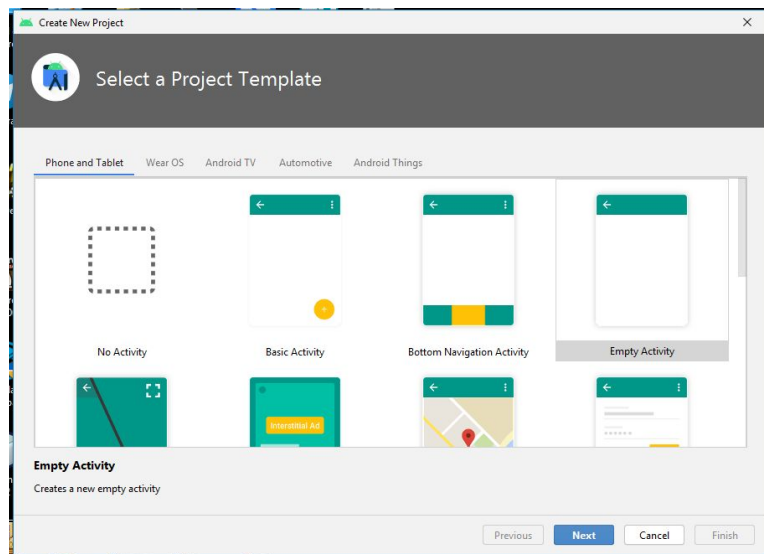 Create New Project
Select a Project Template
Phone and Tablet Wear OS Android TV Automotive Android Things
No Activity Basic Activity Bottom Navigation Activity Empty Activity
Interstitial Ad
Empty Activity
Creates a new empty activity
Previous Next Cancel Finish